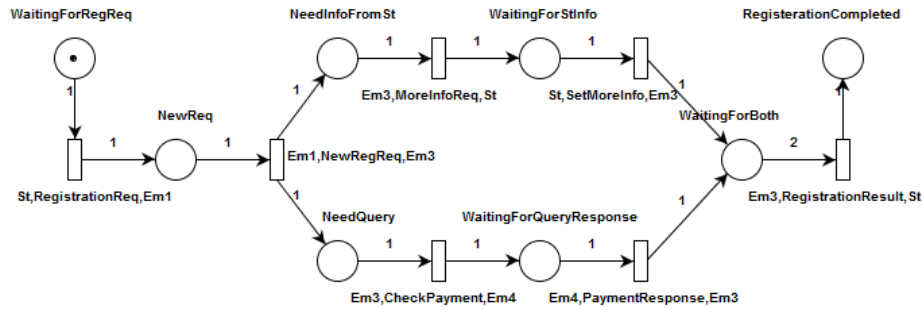 WaitingForRegReq
NeedInfoFromSt
WaitingForStInfo
RegisterationCompleted
1
1
1
1
Em3,MoreInfoReq,St
St,SetMoreInfo,Em3
1
1
1
1
NewReq
WaitingForBoth
1
1
2
Em1,NewRegReq,Em3
St,RegistrationReq,Em1
Em3,RegistrationResult,St
1
1
NeedQuery
WaitingForQueryResponse
1
1
1
Em3,CheckPayment,Em4
Em4,PaymentResponse,Em3